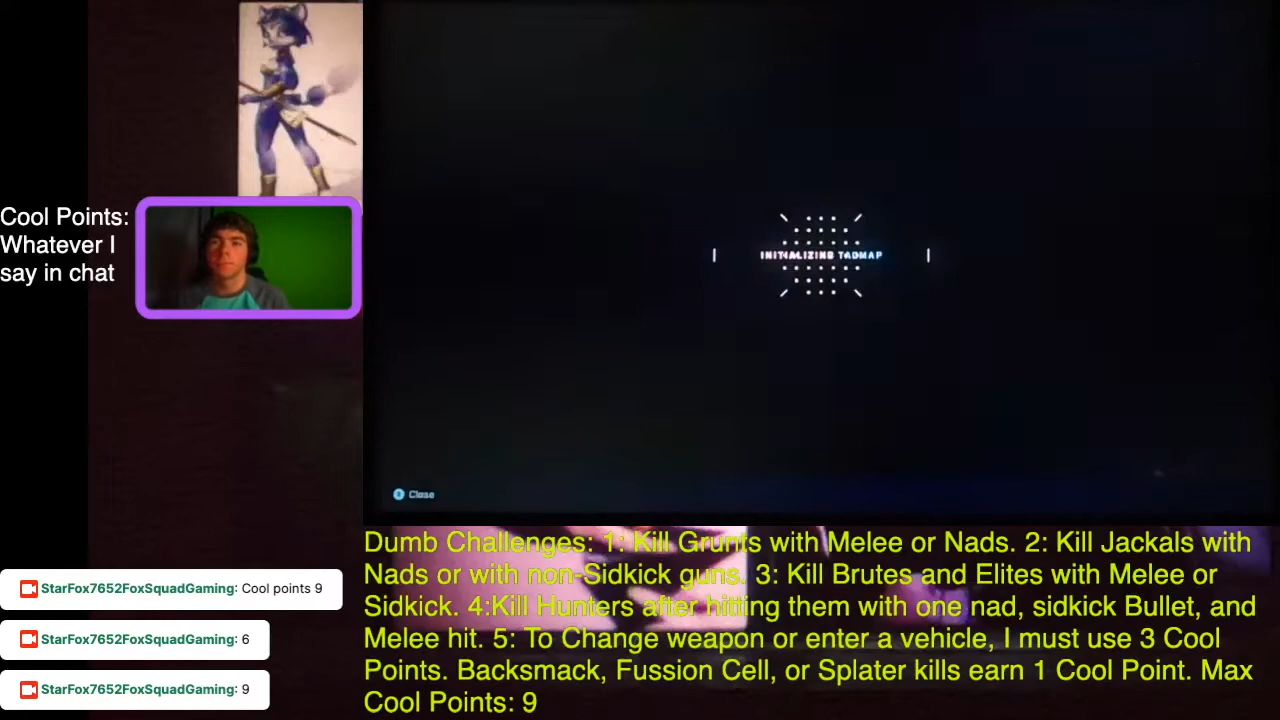 Cool Points:
Whatever I
say in chat
INITIALIZING TACMAP
Close
StarFox7652FoxSquadGaming: Cool points 9
StarFox7652FoxSquadGaming: 6
StarFox7652FoxSquadGaming: 9
Dumb Challenges: 1: Kill Grunts with Melee or Nads. 2: Kill Jackals with
Nads or with non-Sidkick guns. 3: Kill Brutes and Elites with Melee or
Sidkick. 4:Kill Hunters after hitting them with one nad, sidkick Bullet, and
Melee hit. 5: To Change weapon or enter a vehicle, I must use 3 Cool
Points. Backsmack, Fussion Cell, or Splater kills earn 1 Cool Point. Max
Cool Points: 9